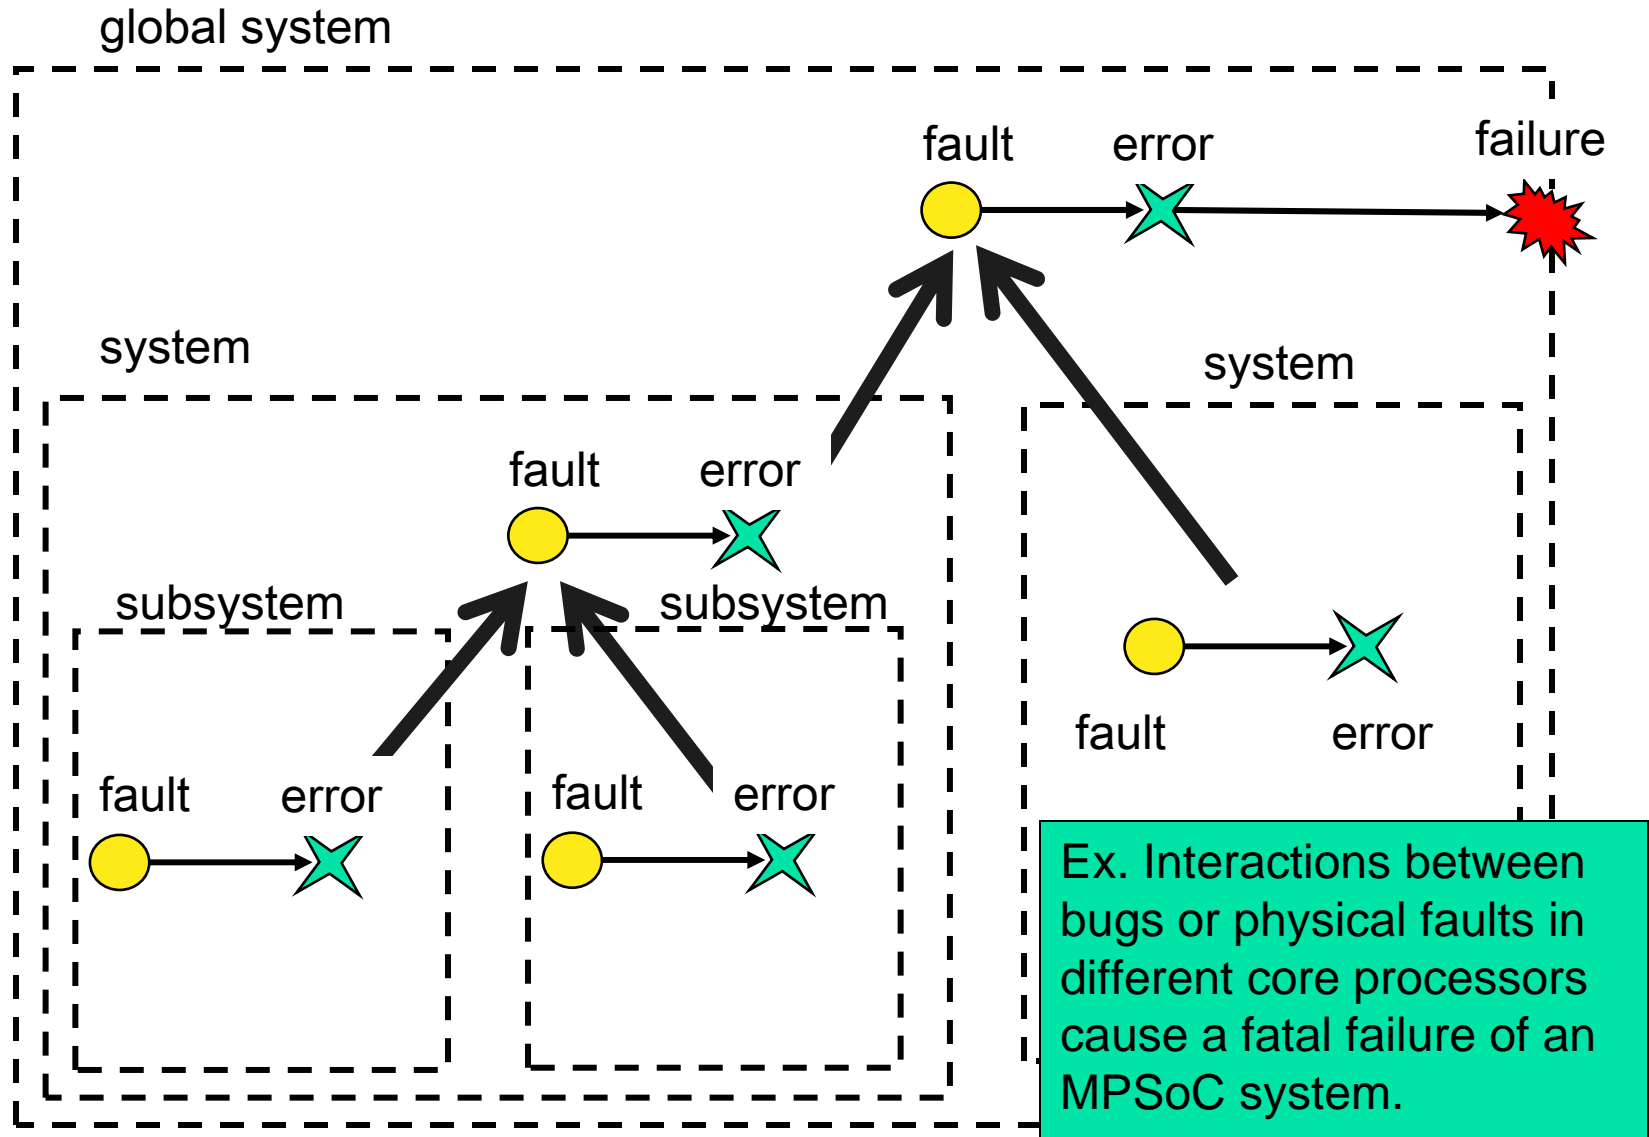 global system
fault error failure
system
system
fault error
subsystem subsystem
fault error
fault error fault error
Ex. Interactions between
bugs or physical faults in
different core processors
cause a fatal failure of an
MPSoC system.